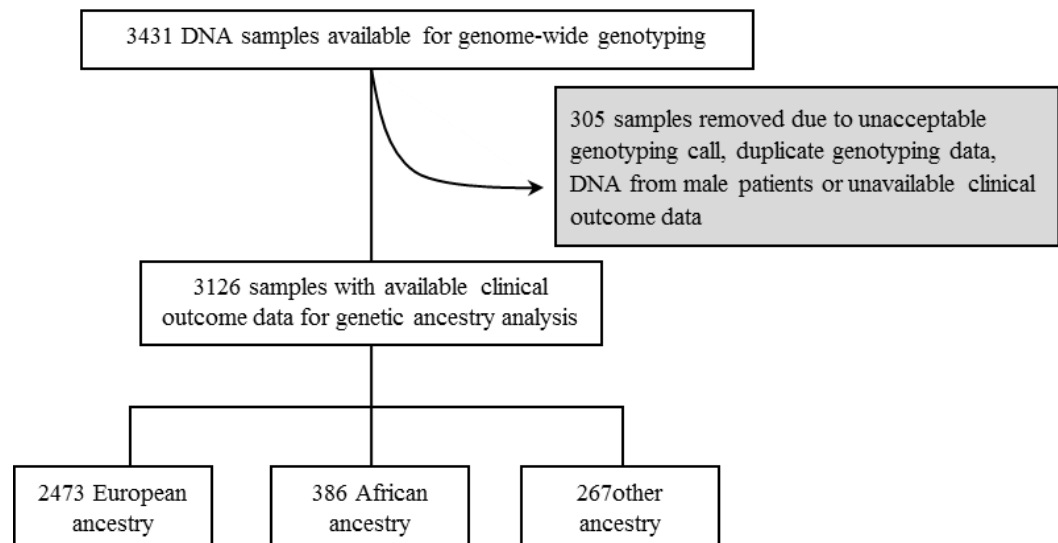 3431 DNA samples available for genome-wide genotyping
305 samples removed due to unacceptable
genotyping call, duplicate genotyping data,
DNA from male patients or unavailable clinical
outcome data
3126 samples with available clinical
outcome data for genetic ancestry analysis
2473 European
ancestry
386 African
ancestry
267other
ancestry